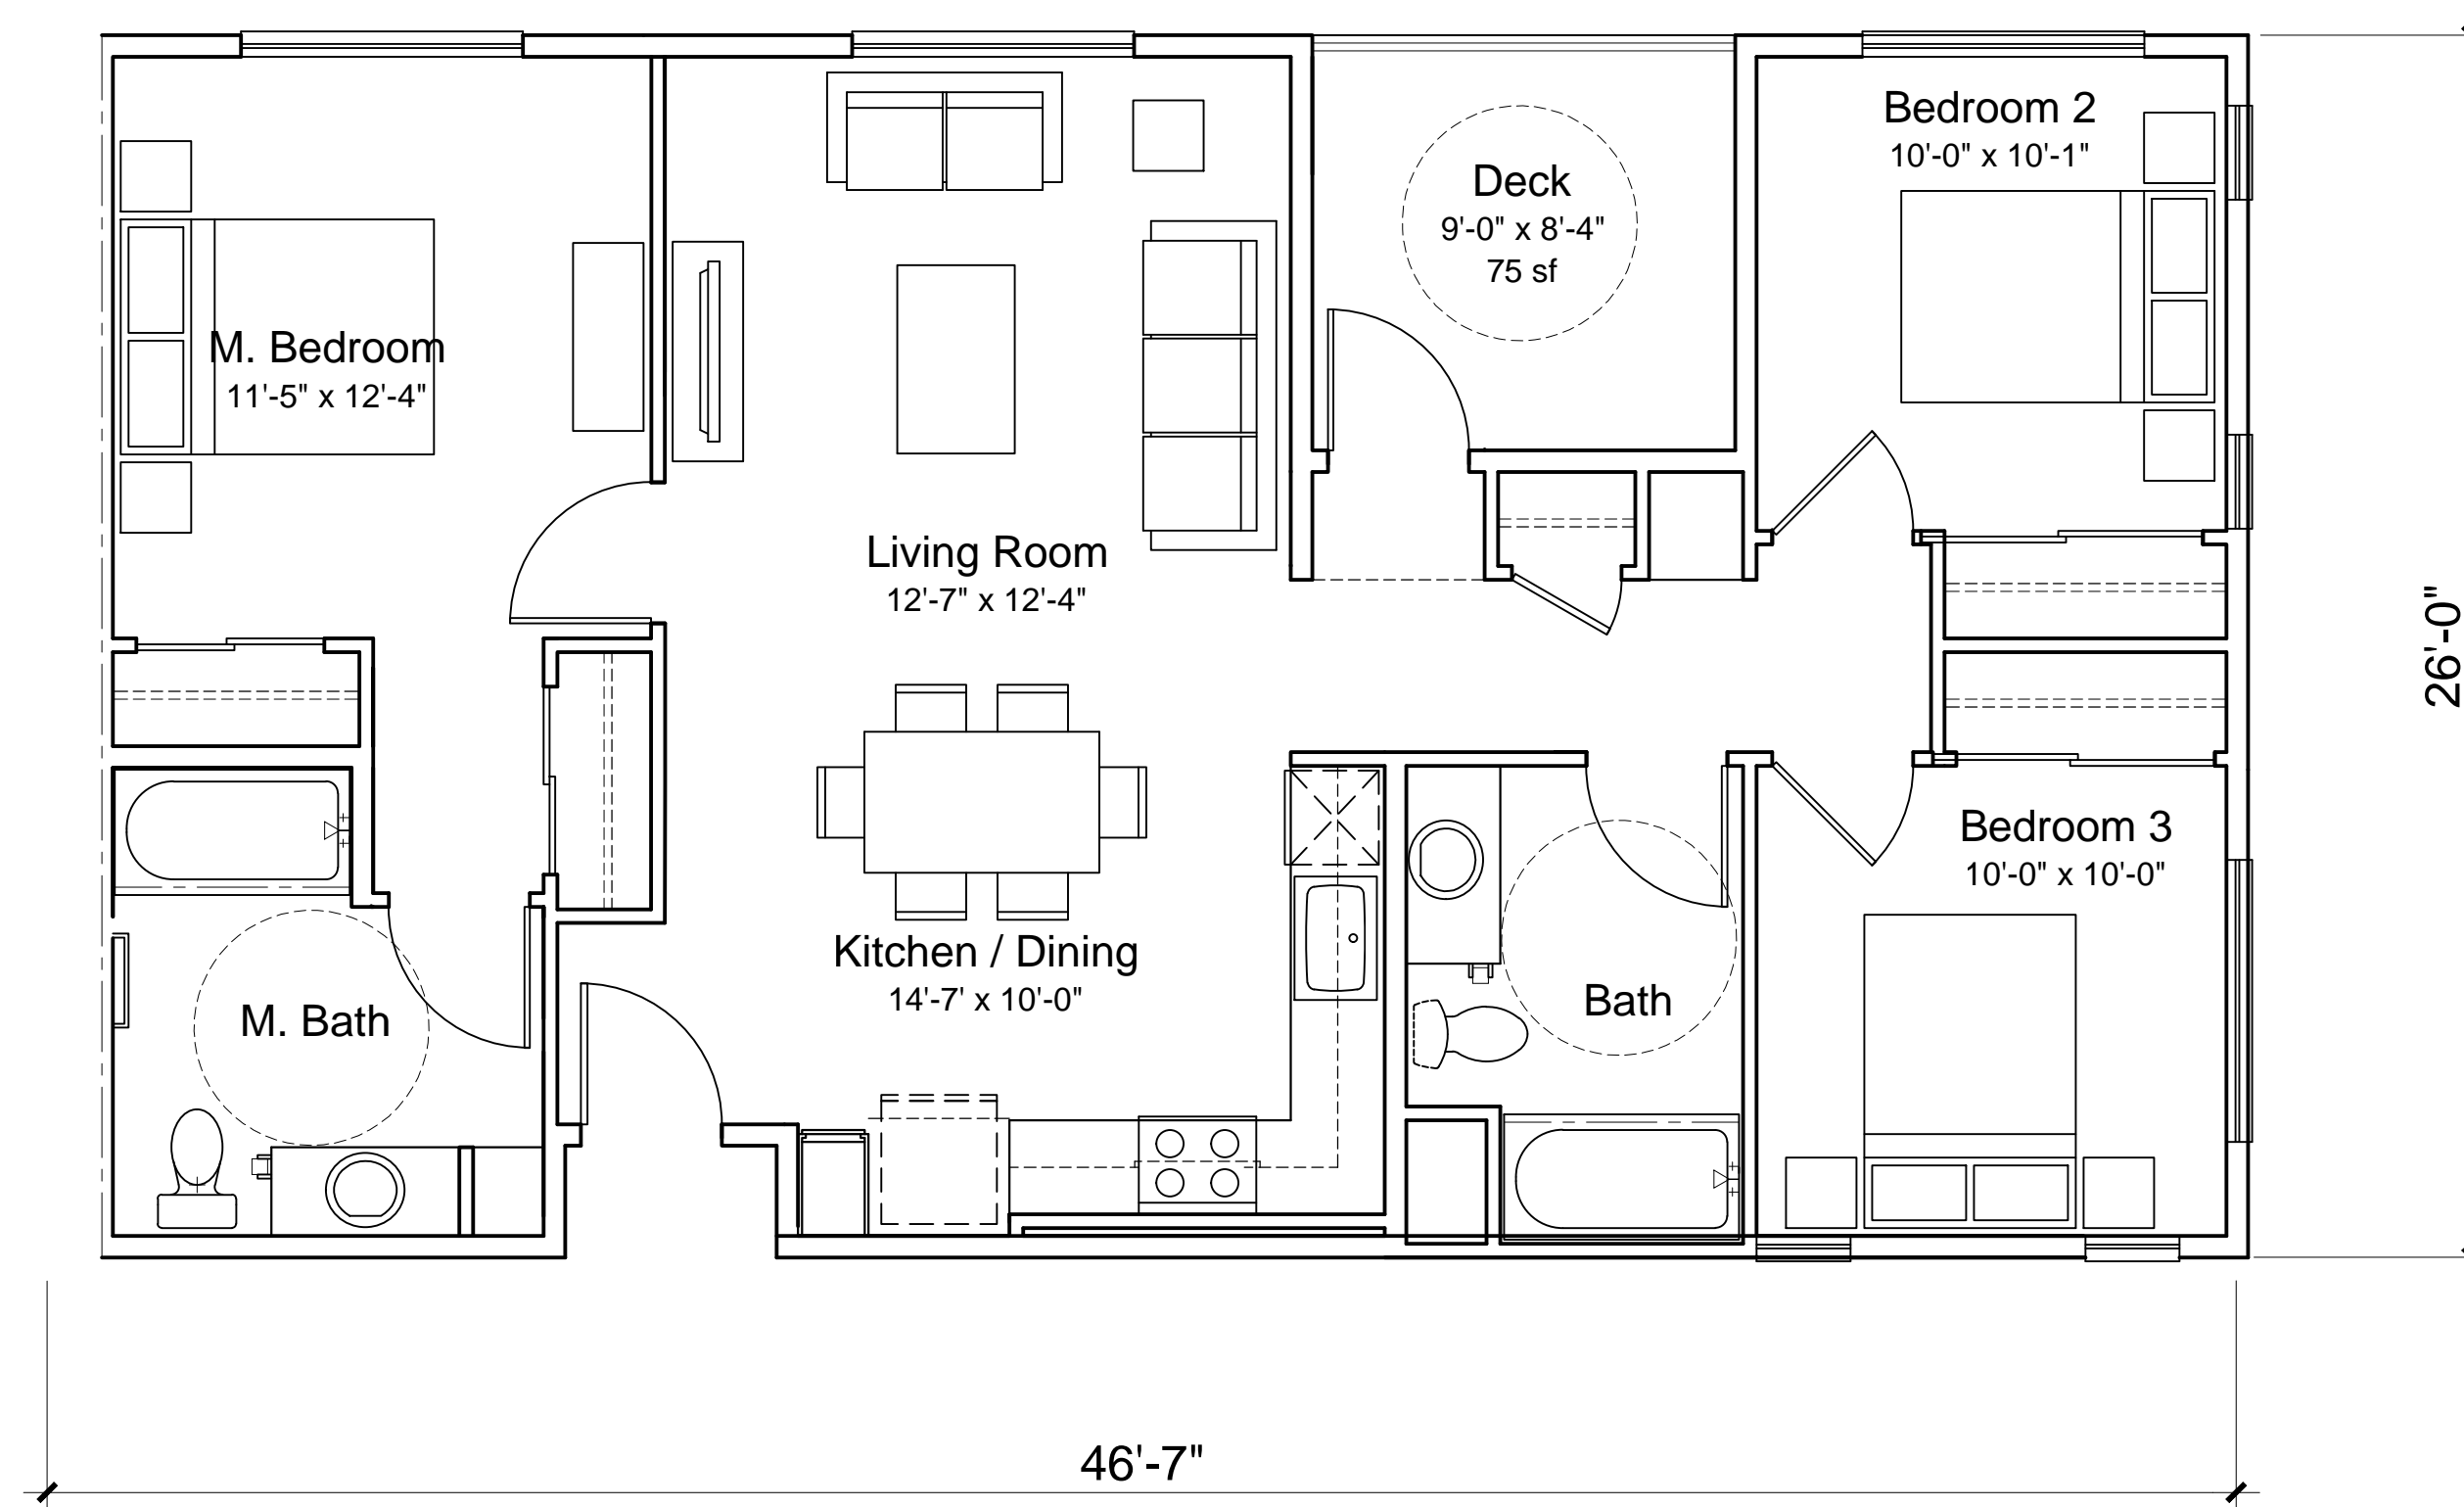 Bedroom 2
10'-0" x 10'-1"
Deck
9'-0" x 8'-4"
75 sf
M. Bedroom
11'-5" x 12'-4"
Living Room
12'-7" x 12'-4"
26'-0"
Bedroom 3
10'-0" x 10'-0"
Kitchen / Dining
14'-7' x 10'-0"
Bath
M. Bath
46'-7"